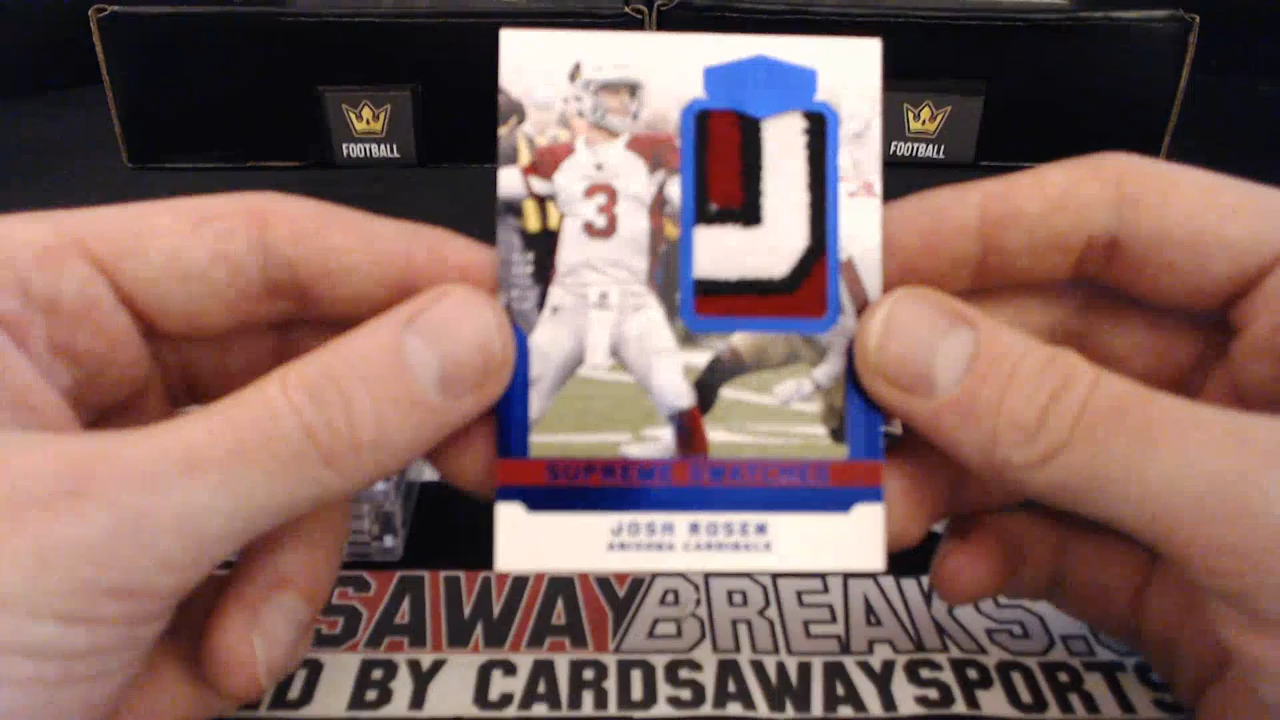 FOOTBALL
FOOTBALL
3
SUPREME SWATCHES
JOSH ROSEN
ARIZONA CARDINALS
SAWAYBREAKS.
D BY CARDSAWAYSPORTS